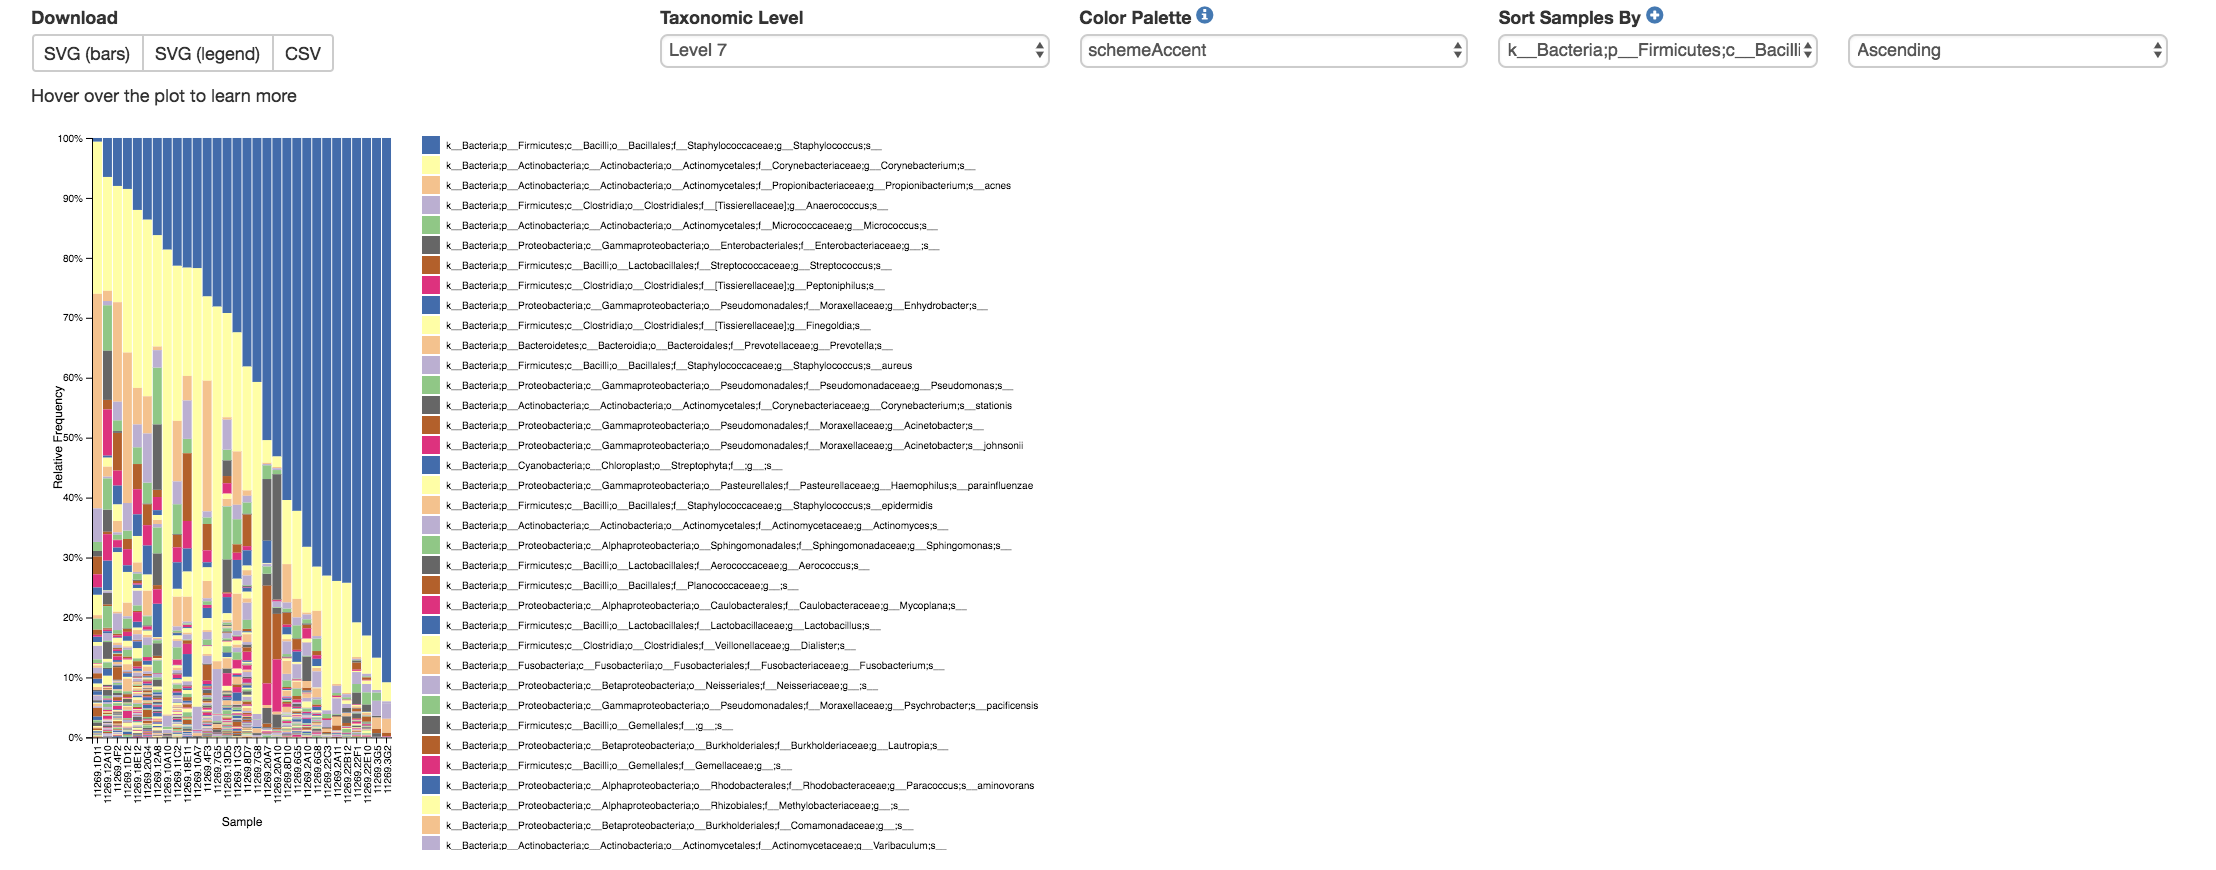 Download
Taxonomic Level
Color Palette
Sort Samples By
SVG (bars)
SVG (legend)
CSV
Level 7
schemeAccent
k__Bacteria;p__Firmicutes;c__Bacilli
Ascending
Hover over the plot to learn more
100%
90%
80%
70%
60%
50%
40%
30%
20%
10%
0%
Relative Frequency
11269.1D11
11269.12A10
11269.4F2
11269.1D12
11269.18E12
11269.20G4
11269.12A8
11269.10A10
11269.11C2
11269.18E11
11269.10A7
11269.4F3
11269.7G5
11269.13D5
11269.11C3
11269.8D7
11269.7G8
11269.20A7
11269.20A10
11269.8D10
11269.6G5
11269.2A10
11269.6G8
11269.22C3
11269.2A11
11269.22B12
11269.22F1
11269.22E10
11269.3G5
11269.3G2
Sample
k__Bacteria;p__Firmicutes;c__Bacilli;o__Bacillales;f__Staphylococcaceae;g__Staphylococcus;s__
k__Bacteria;p__Actinobacteria;c__Actinobacteria;o__Actinomycetales;f__Corynebacteriaceae;g__Corynebacterium;s__
k__Bacteria;p__Actinobacteria;c__Actinobacteria;o__Actinomycetales;f__Propionibacteriaceae;g__Propionibacterium;s__acnes
k__Bacteria;p__Firmicutes;c__Clostridia;o__Clostridiales;f__[Tissierellaceae];g__Anaerococcus;s__
k__Bacteria;p__Actinobacteria;c__Actinobacteria;o__Actinomycetales;f__Micrococcaceae;g__Micrococcus;s__
k__Bacteria;p__Proteobacteria;c__Gammaproteobacteria;o__Enterobacteriales;f__Enterobacteriaceae;g__;s__
k__Bacteria;p__Firmicutes;c__Bacilli;o__Lactobacillales;f__Streptococcaceae;g__Streptococcus;s__
k__Bacteria;p__Firmicutes;c__Clostridia;o__Clostridiales;f__[Tissierellaceae];g__Peptoniphilus;s__
k__Bacteria;p__Proteobacteria;c__Gammaproteobacteria;o__Pseudomonadales;f__Moraxellaceae;g__Enhydrobacter;s__
k__Bacteria;p__Firmicutes;c__Clostridia;o__Clostridiales;f__[Tissierellaceae];g__Finegoldia;s__
k__Bacteria;p__Bacteroidetes;c__Bacteroidia;o__Bacteroidales;f__Prevotellaceae;g__Prevotella;s__
k__Bacteria;p__Firmicutes;c__Bacilli;o__Bacillales;f__Staphylococcaceae;g__Staphylococcus;s__aureus
k__Bacteria;p__Proteobacteria;c__Gammaproteobacteria;o__Pseudomonadales;f__Pseudomonadaceae;g__Pseudomonas;s__
k__Bacteria;p__Actinobacteria;c__Actinobacteria;o__Actinomycetales;f__Corynebacteriaceae;g__Corynebacterium;s__stationis
k__Bacteria;p__Proteobacteria;c__Gammaproteobacteria;o__Pseudomonadales;f__Moraxellaceae;g__Acinetobacter;s__
k__Bacteria;p__Proteobacteria;c__Gammaproteobacteria;o__Pseudomonadales;f__Moraxellaceae;g__Acinetobacter;s__johnsonii
k__Bacteria;p__Cyanobacteria;c__Chloroplast;o__Streptophyta;f__;g__;s__
k__Bacteria;p__Proteobacteria;c__Gammaproteobacteria;o__Pasteurellales;f__Pasteurellaceae;g__Haemophilus;s__parainfluenzae
k__Bacteria;p__Firmicutes;c__Bacilli;o__Bacillales;f__Staphylococcaceae;g__Staphylococcus;s__epidermidis
k__Bacteria;p__Actinobacteria;c__Actinobacteria;o__Actinomycetales;f__Actinomycetaceae;g__Actinomyces;s__
k__Bacteria;p__Proteobacteria;c__Alphaproteobacteria;o__Sphingomonadales;f__Sphingomonadaceae;g__Sphingomonas;s__
k__Bacteria;p__Firmicutes;c__Bacilli;o__Lactobacillales;f__Aerococcaceae;g__Aerococcus;s__
k__Bacteria;p__Firmicutes;c__Bacilli;o__Bacillales;f__Planococcaceae;g__;s__
k__Bacteria;p__Proteobacteria;c__Alphaproteobacteria;o__Caulobacterales;f__Caulobacteraceae;g__Mycoplana;s__
k__Bacteria;p__Firmicutes;c__Bacilli;o__Lactobacillales;f__Lactobacillaceae;g__Lactobacillus;s__
k__Bacteria;p__Firmicutes;c__Clostridia;o__Clostridiales;f__Veillonellaceae;g__Dialister;s__
k__Bacteria;p__Fusobacteria;c__Fusobacteriia;o__Fusobacteriales;f__Fusobacteriaceae;g__Fusobacterium;s__
k__Bacteria;p__Proteobacteria;c__Betaproteobacteria;o__Neisseriales;f__Neisseriaceae;g__;s__
k__Bacteria;p__Proteobacteria;c__Gammaproteobacteria;o__Pseudomonadales;f__Moraxellaceae;g__Psychrobacter;s__pacificensis
k__Bacteria;p__Firmicutes;c__Bacilli;o__Gemellales;f__;g__;s__
k__Bacteria;p__Proteobacteria;c__Betaproteobacteria;o__Burkholderiales;f__Burkholderiaceae;g__Lautropia;s__
k__Bacteria;p__Firmicutes;c__Bacilli;o__Gemellales;f__Gemellaceae;g__;s__
k__Bacteria;p__Proteobacteria;c__Alphaproteobacteria;o__Rhodobacterales;f__Rhodobacteraceae;g__Paracoccus;s__aminovorans
k__Bacteria;p__Proteobacteria;c__Alphaproteobacteria;o__Rhizobiales;f__Methylobacteriaceae;g__;s__
k__Bacteria;p__Proteobacteria;c__Betaproteobacteria;o__Burkholderiales;f__Comamonadaceae;g__;s__
k__Bacteria;p__Actinobacteria;c__Actinobacteria;o__Actinomycetales;f__Actinomycetaceae;g__Varibaculum;s__